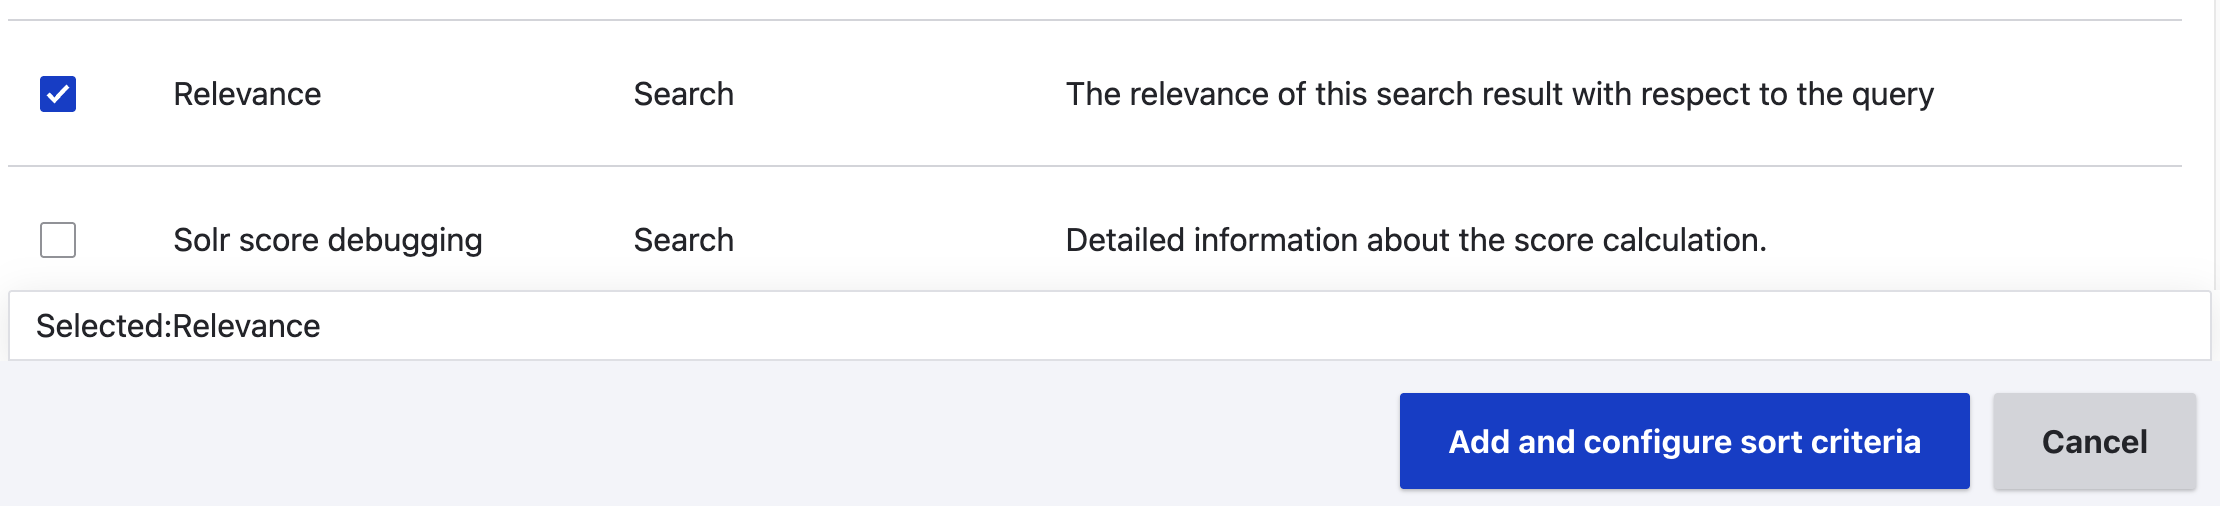 Relevance Search The relevance of this search result with respect to the query
Solr score debugging Search Detailed information about the score calculation.
Selected:Relevance
Add and configure sort criteria Cancel